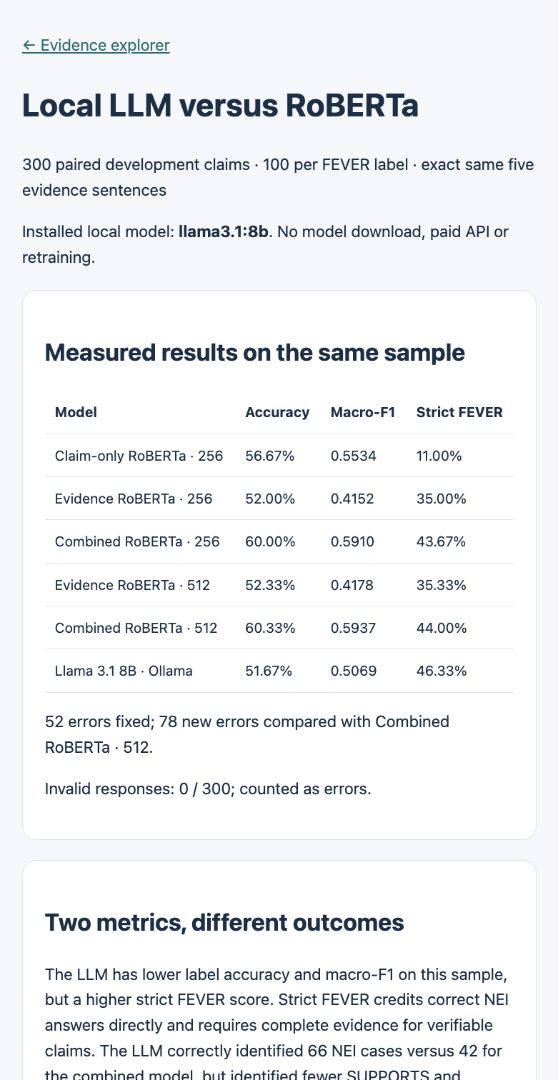 ← Evidence explorer
Local LLM versus RoBERTa
300 paired development claims · 100 per FEVER label · exact same five
evidence sentences
Installed local model: llama3.1:8b. No model download, paid API or
retraining.
Measured results on the same sample
Model Accuracy Macro-F1 Strict FEVER
Claim-only RoBERTa · 256 56.67% 0.5534 11.00%
Evidence RoBERTa · 256 52.00% 0.4152 35.00%
Combined RoBERTa · 256 60.00% 0.5910 43.67%
Evidence RoBERTa · 512 52.33% 0.4178 35.33%
Combined RoBERTa · 512 60.33% 0.5937 44.00%
Llama 3.1 8B · Ollama 51.67% 0.5069 46.33%
52 errors fixed; 78 new errors compared with Combined
RoBERTa · 512.
Invalid responses: 0 / 300; counted as errors.
Two metrics, different outcomes
The LLM has lower label accuracy and macro-F1 on this sample,
but a higher strict FEVER score. Strict FEVER credits correct NEI
answers directly and requires complete evidence for verifiable
claims. The LLM correctly identified 66 NEI cases versus 42 for
the combined model, but identified fewer SUPPORTS and